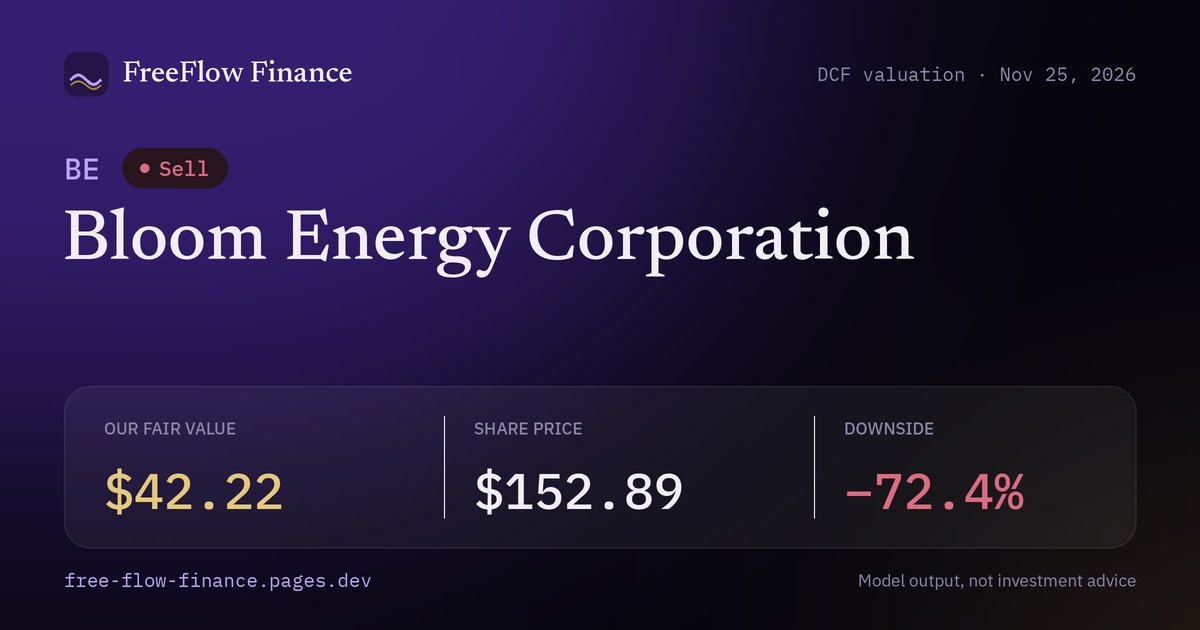 FreeFlow Finance
DCF valuation · Nov 25, 2026
BE
Sell
Bloom Energy Corporation
OUR FAIR VALUE
$42.22
SHARE PRICE
$152.89
DOWNSIDE
−72.4%
free-flow-finance.pages.dev
Model output, not investment advice